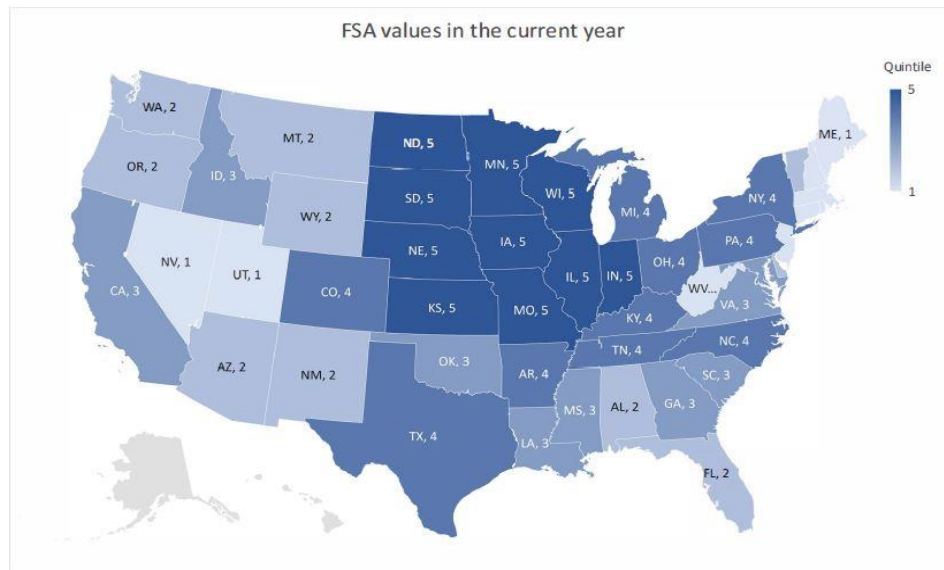 FSA values in the current year
Quintile
5
1
WA, 2
MT, 2
ND, 5
MN, 5
ME, 1
OR, 2
ID, 3
SD, 5
WI, 5
MI, 4
NY, 4
WY, 2
NE, 5
IA, 5
PA, 4
NV, 1
UT, 1
CO, 4
IL, 5
IN, 5
OH, 4
WV...
CA, 3
KS, 5
MO, 5
KY, 4
VA, 3
AZ, 2
NM, 2
OK, 3
AR, 4
TN, 4
NC, 4
SC, 3
TX, 4
LA, 3
MS, 3
AL, 2
GA, 3
FL, 2